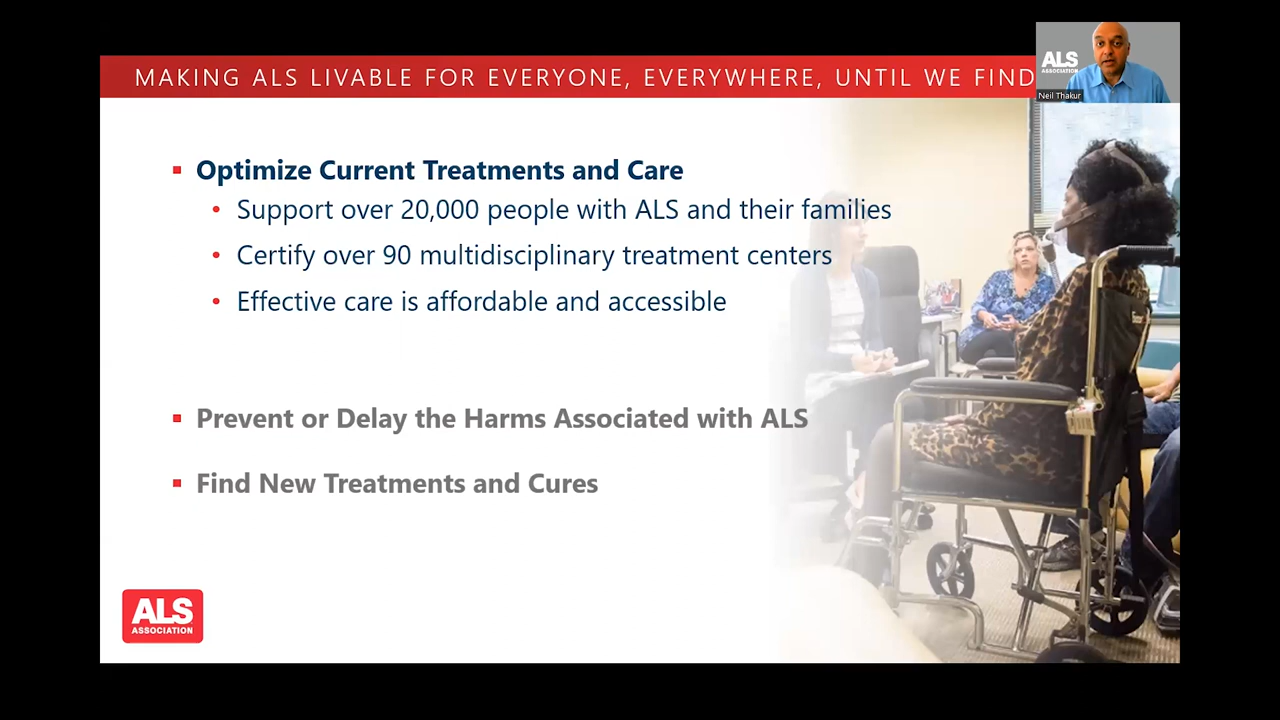 MAKING ALS LIVABLE FOR EVERYONE, EVERYWHERE, UNTIL WE FIND
ALS
ASSOCIATION
Neil Thakur
Optimize Current Treatments and Care
Support over 20,000 people with ALS and their families
Certify over 90 multidisciplinary treatment centers
Effective care is affordable and accessible
Prevent or Delay the Harms Associated with ALS
Find New Treatments and Cures
ALS
ASSOCIATION